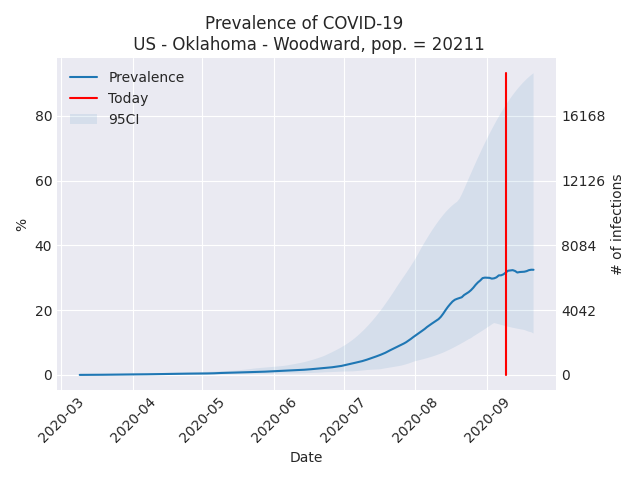 Prevalence of COVID-19
US - Oklahoma - Woodward, pop. = 20211
Prevalence
Today
95CI
80
60
40
20
0
%
16168
12126
8084
4042
0
# of infections
2020-03
2020-04
2020-05
2020-06
2020-07
2020-08
2020-09
Date